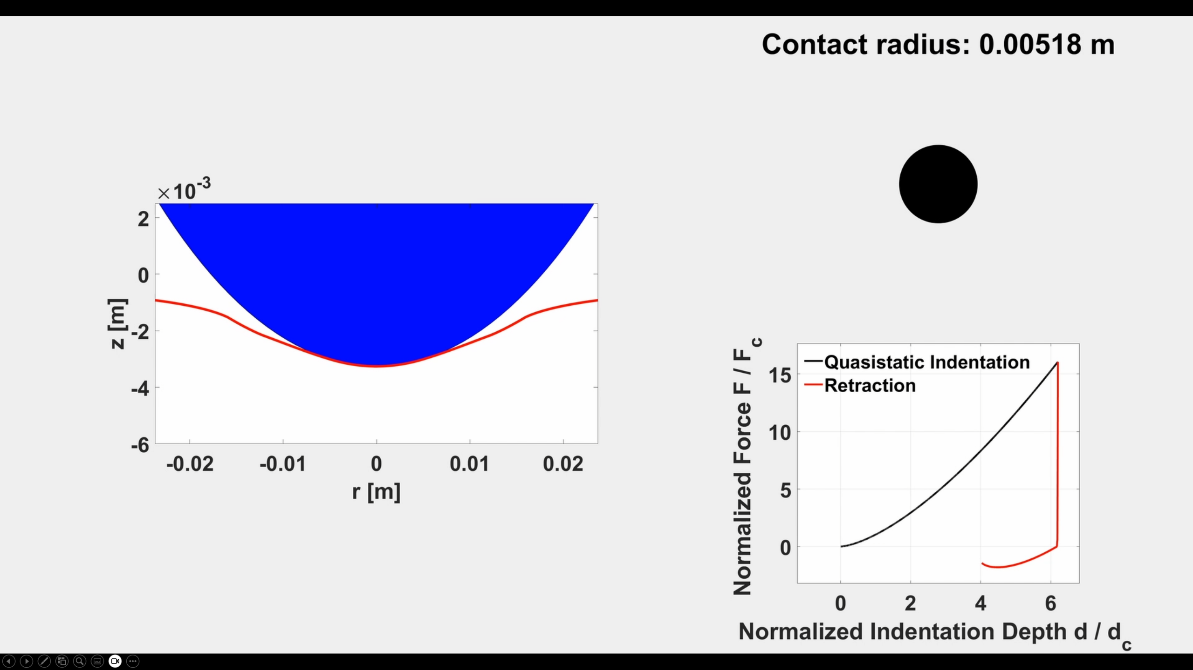 Contact radius: 0.00518 m
×10-3
2
0
-2
-4
-6
z [m]
-0.02 -0.01 0 0.01 0.02
r [m]
Quasistatic Indentation
Retraction
15
10
5
0
Normalized Force F / Fc
0 2 4 6
Normalized Indentation Depth d / dc